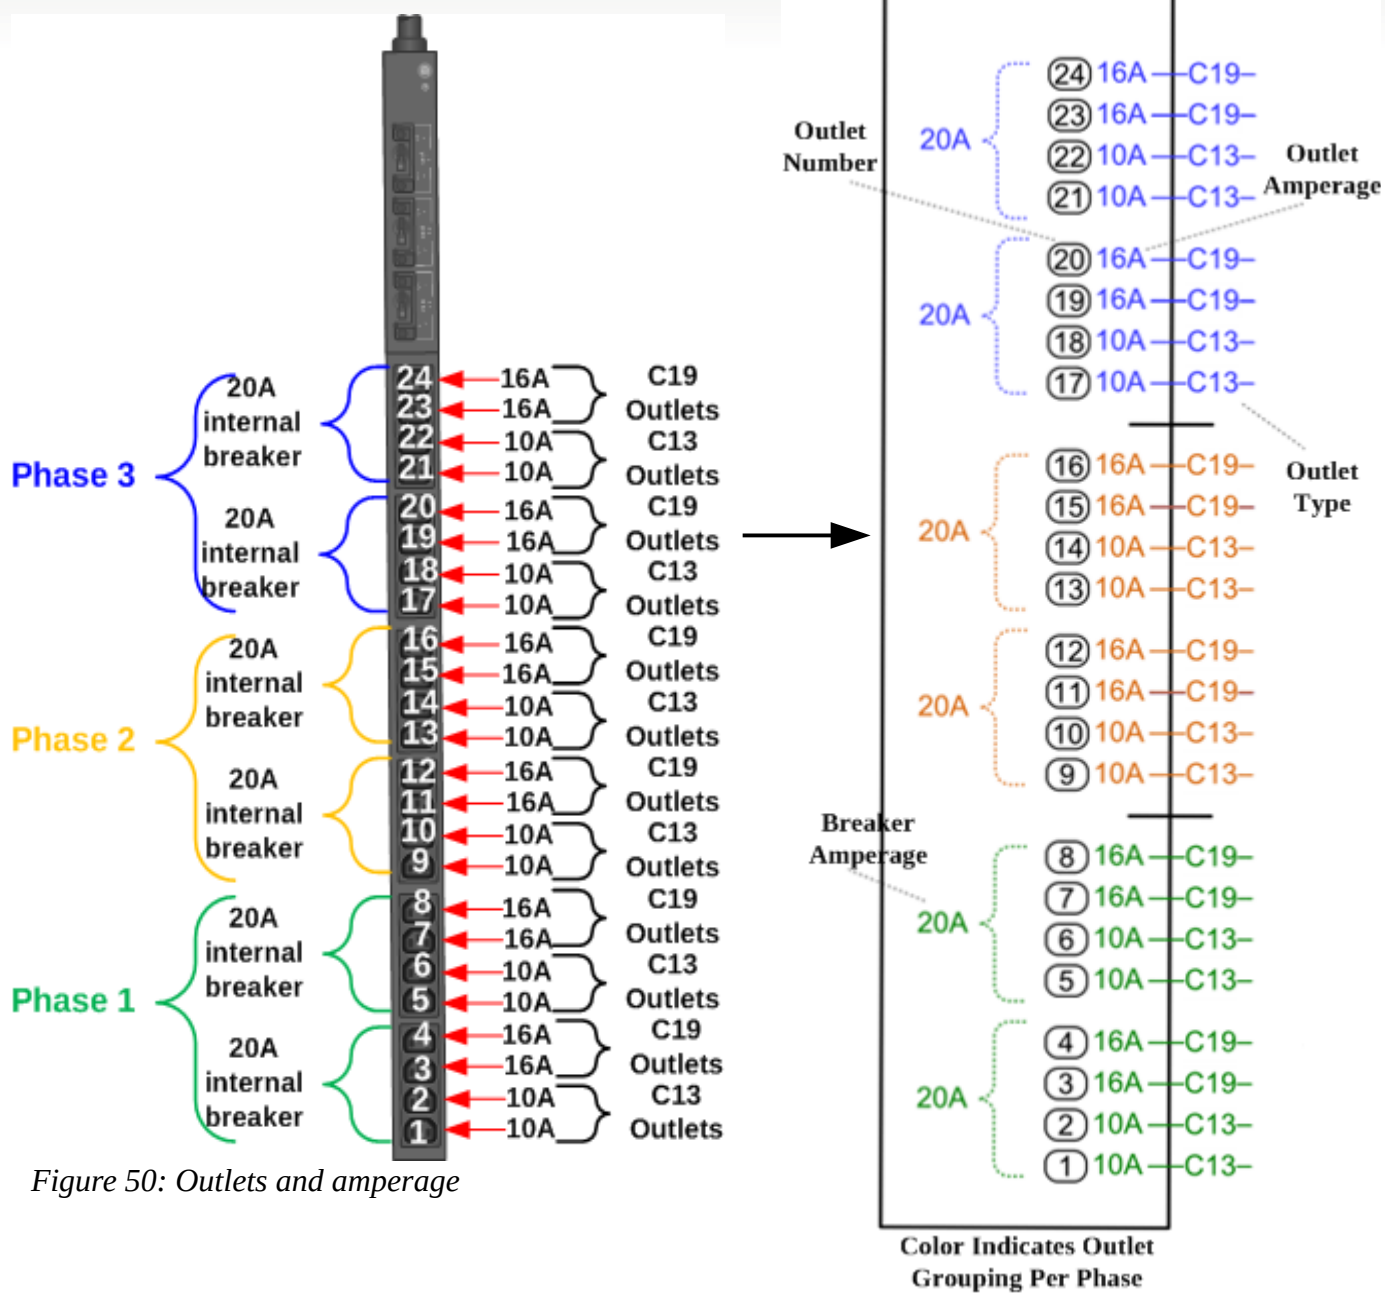 Phase 3
20A
internal
breaker
20A
internal
breaker
Phase 2
20A
internal
breaker
20A
internal
breaker
Phase 1
20A
internal
breaker
20A
internal
breaker
24 16A
23 16A
C19
Outlets
22 10A
21 10A
C13
Outlets
20 16A
19 16A
C19
Outlets
18 10A
17 10A
C13
Outlets
16 16A
15 16A
C19
Outlets
14 10A
13 10A
C13
Outlets
12 16A
11 16A
C19
Outlets
10 10A
9 10A
C13
Outlets
8 16A
7 16A
C19
Outlets
6 10A
5 10A
C13
Outlets
4 16A
3 16A
C19
Outlets
2 10A
1 10A
C13
Outlets
Figure 50: Outlets and amperage
Outlet
Number
Outlet
Amperage
20A
24 16A C19
23 16A C19
22 10A C13
21 10A C13
20A
20 16A C19
19 16A C19
18 10A C13
17 10A C13
Outlet
Type
20A
16 16A C19
15 16A C19
14 10A C13
13 10A C13
20A
12 16A C19
11 16A C19
10 10A C13
9 10A C13
Breaker
Amperage
20A
8 16A C19
7 16A C19
6 10A C13
5 10A C13
20A
4 16A C19
3 16A C19
2 10A C13
1 10A C13
Color Indicates Outlet
Grouping Per Phase